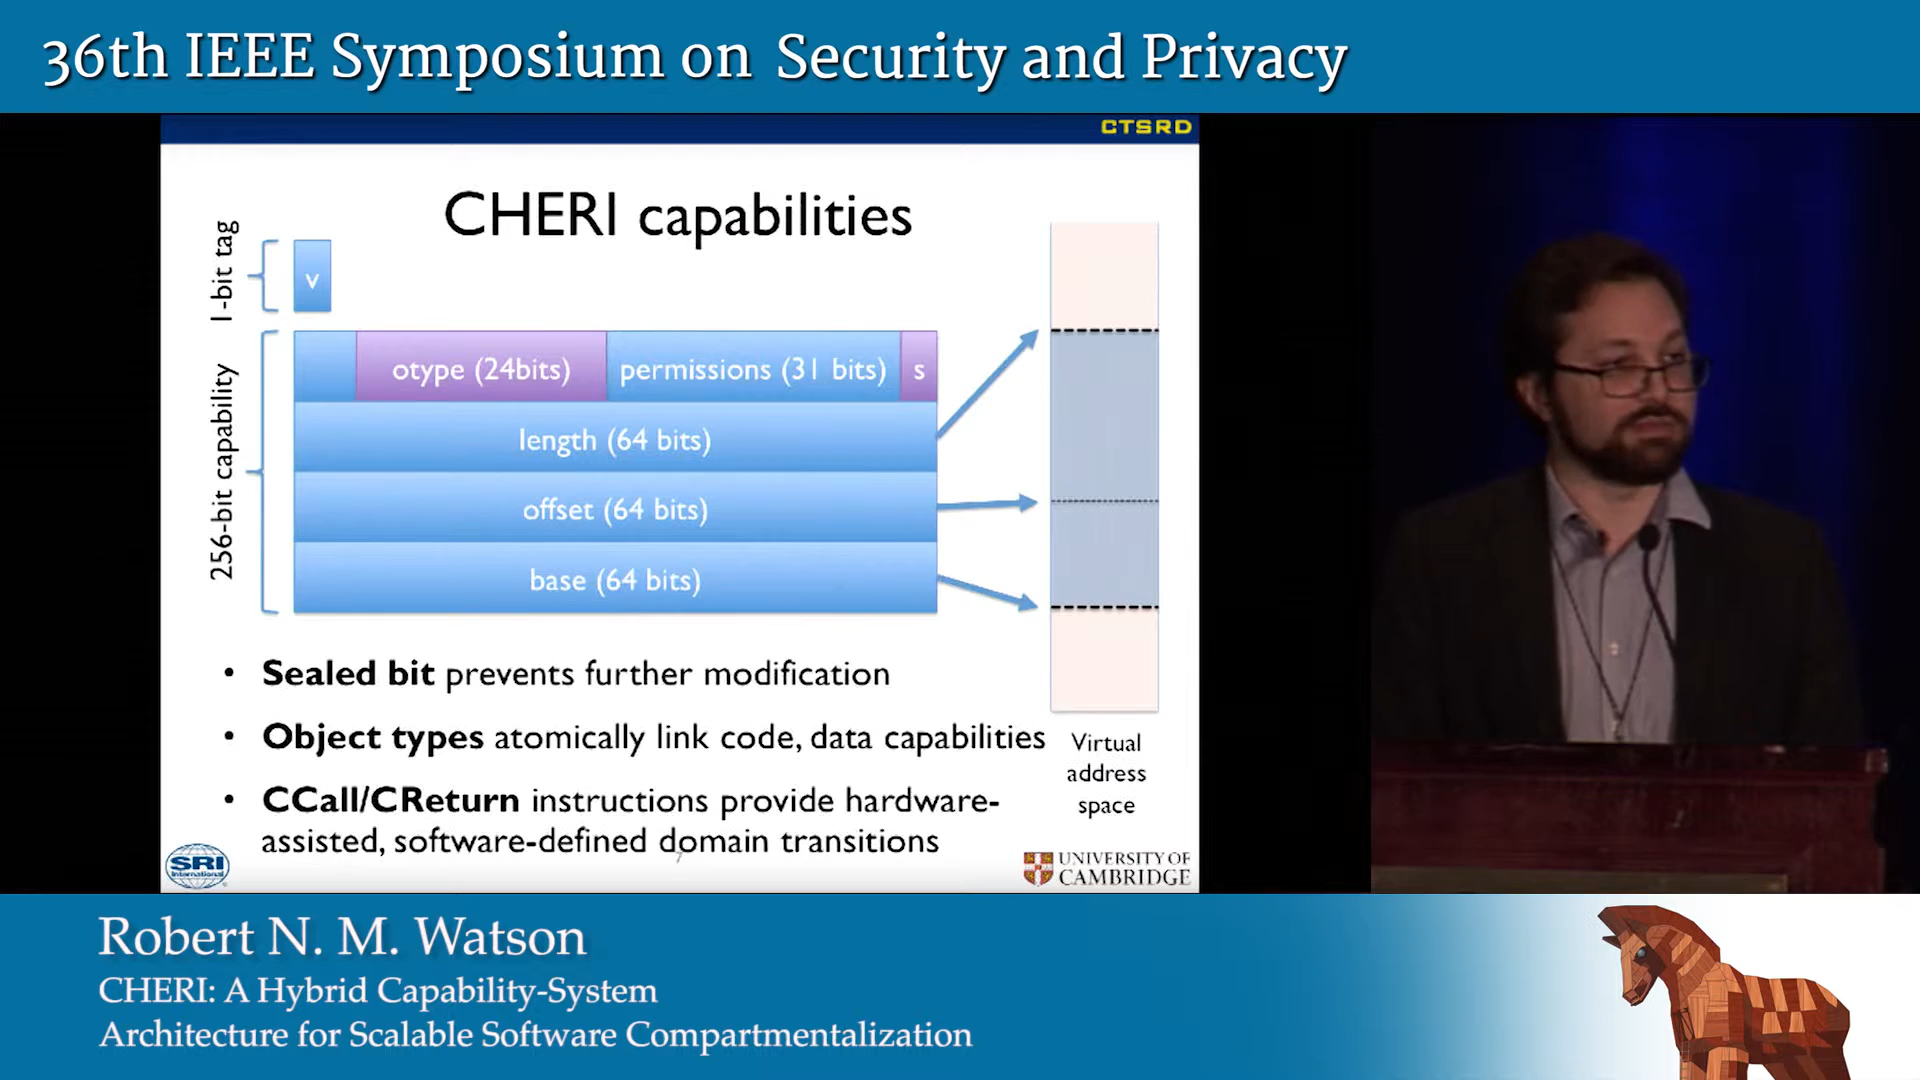 36th IEEE Symposium on Security and Privacy
CTSRD
CHERI capabilities
1-bit tag
v
256-bit capability
otype (24bits)
permissions (31 bits)
s
length (64 bits)
offset (64 bits)
base (64 bits)
• Sealed bit prevents further modification
• Object types atomically link code, data capabilities
• CCall/CReturn instructions provide hardware-
assisted, software-defined domain transitions
Virtual
address
space
7
SRI
International
UNIVERSITY OF
CAMBRIDGE
Robert N. M. Watson
CHERI: A Hybrid Capability-System
Architecture for Scalable Software Compartmentalization